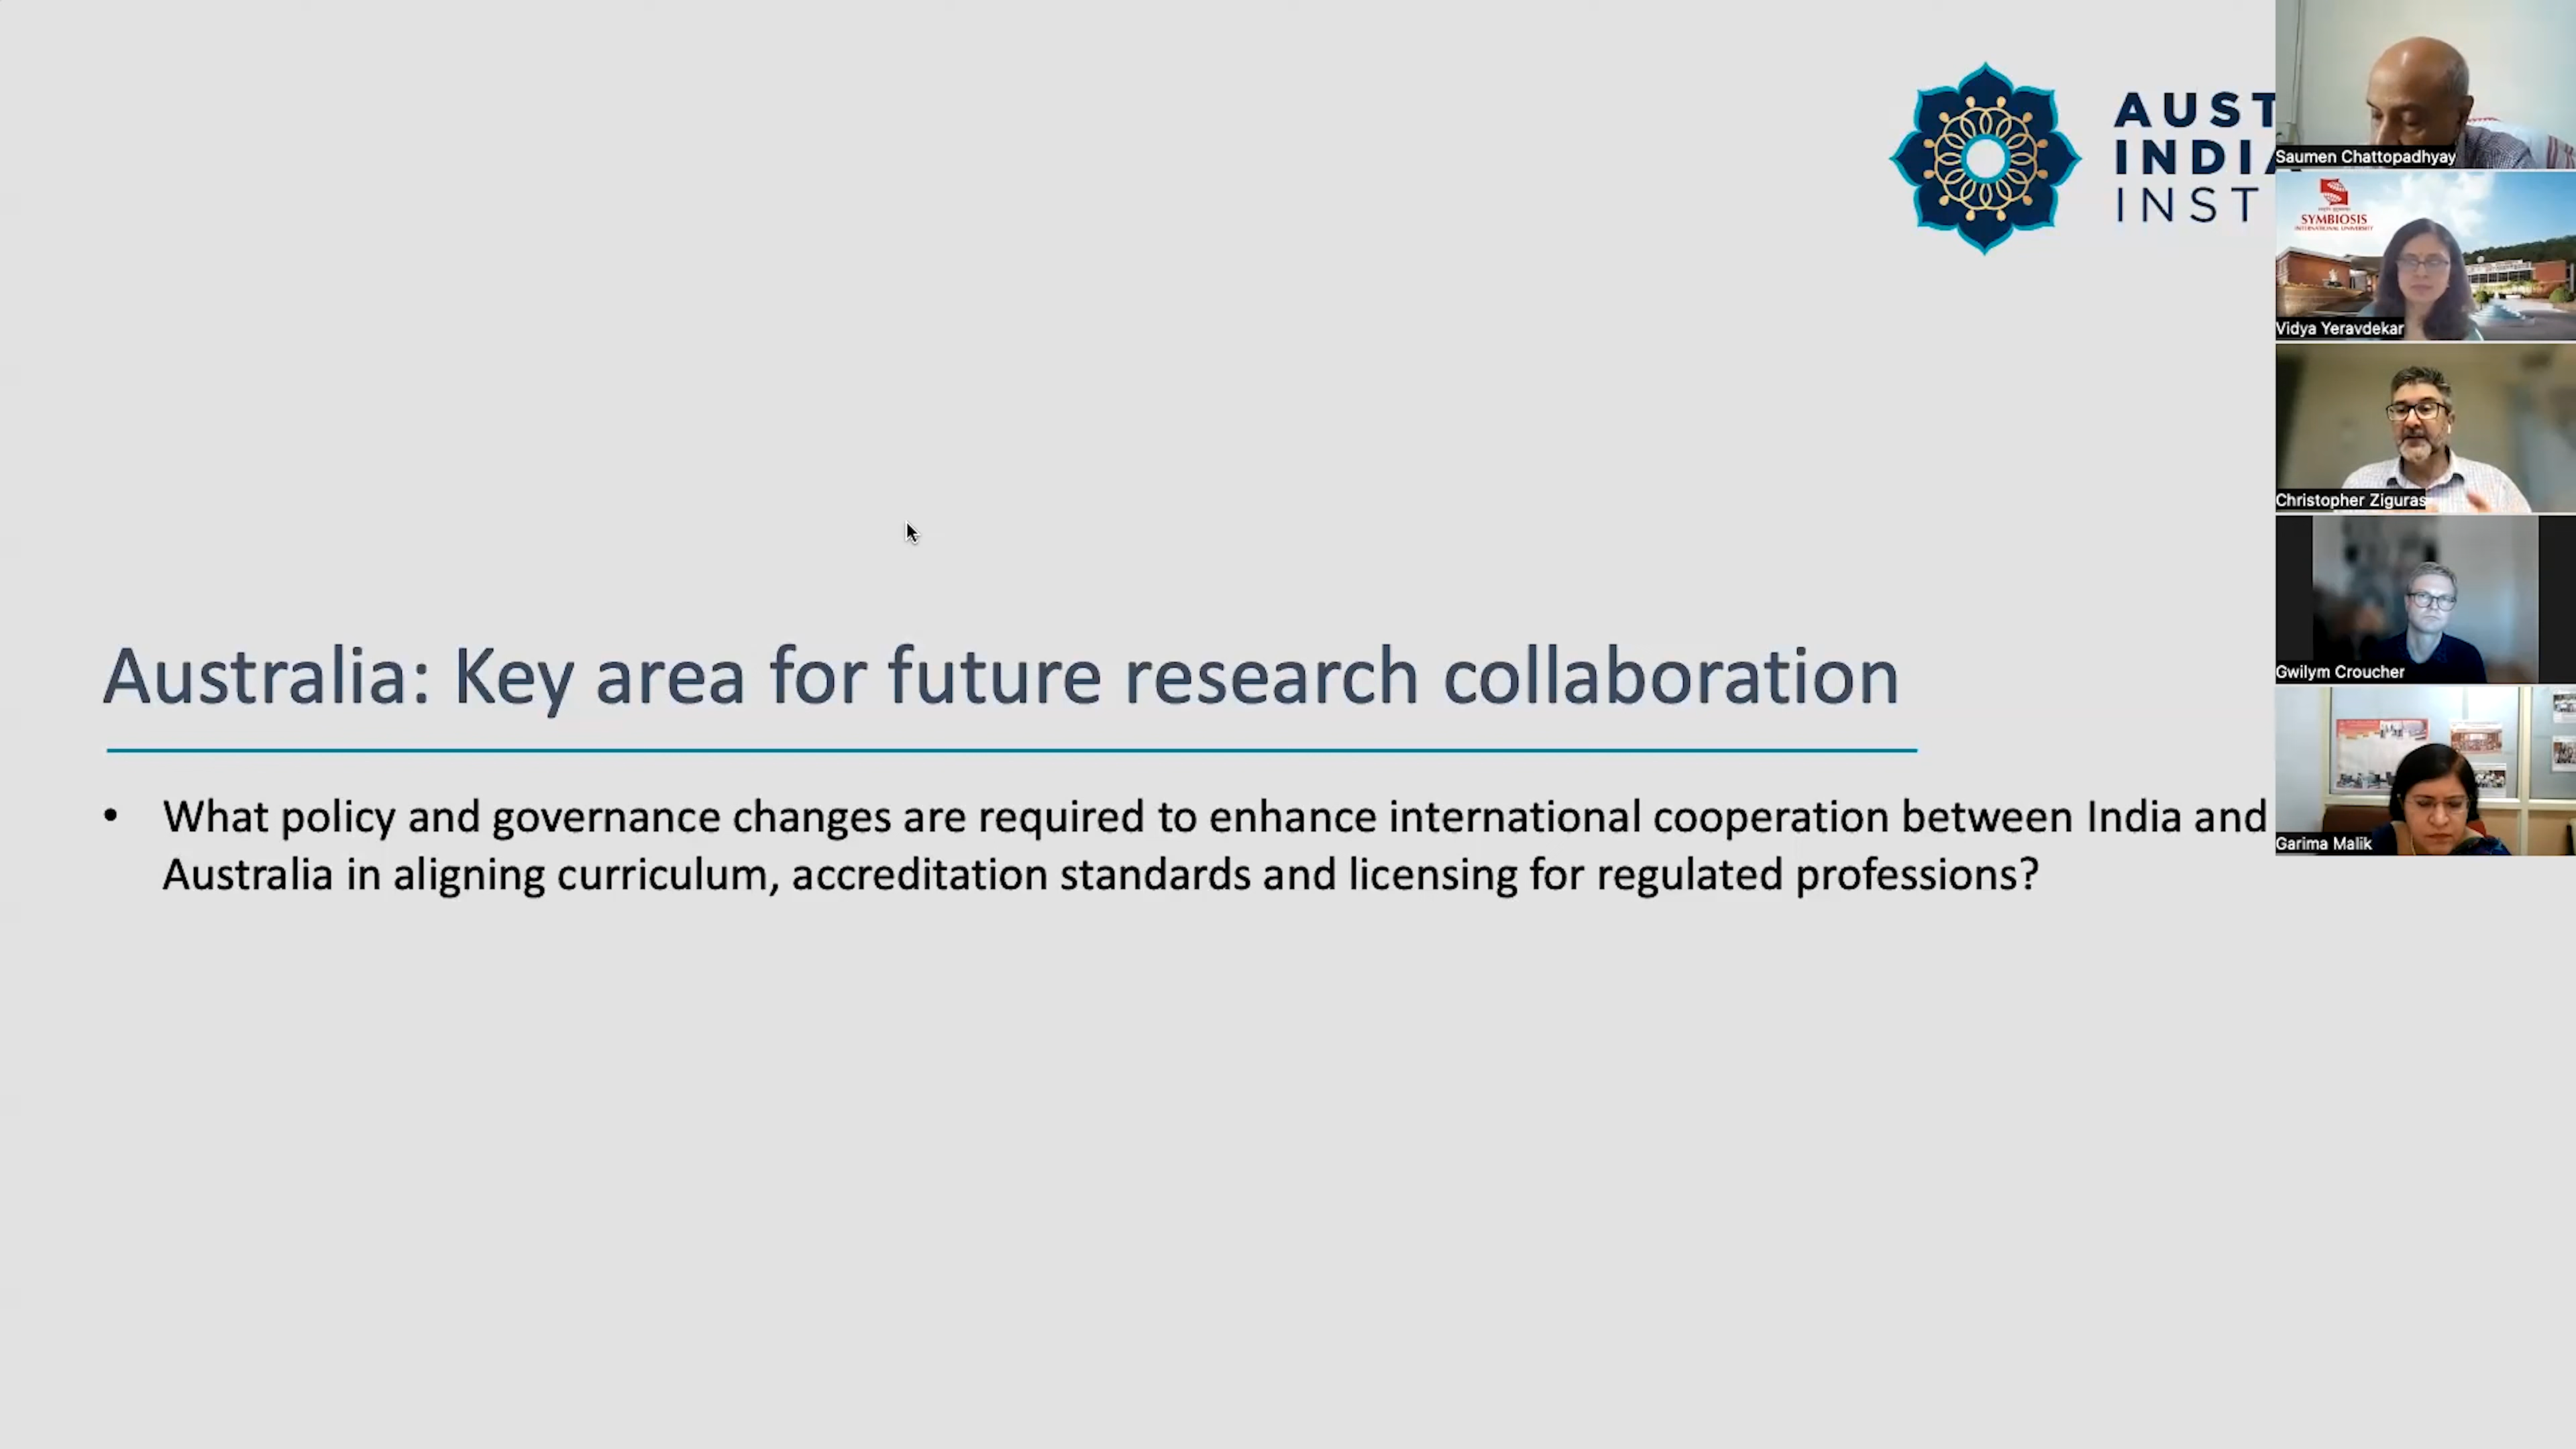 AUST
INDIA
INST
Australia: Key area for future research collaboration
• What policy and governance changes are required to enhance international cooperation between India and
Australia in aligning curriculum, accreditation standards and licensing for regulated professions?
Saumen Chattopadhyay
SYMBIOSIS
INTERNATIONAL UNIVERSITY
Vidya Yeravdekar
Christopher Ziguras
Gwilym Croucher
Garima Malik